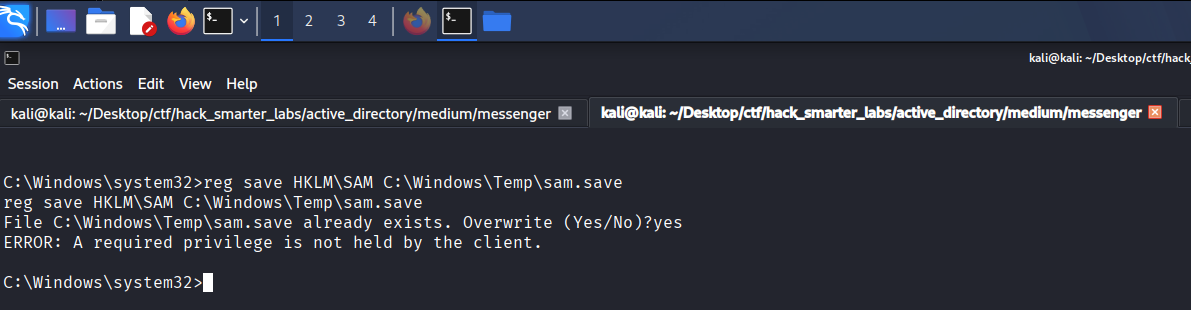 1 2 3 4
kali@kali: ~/Desktop/ctf/hack_
Session Actions Edit View Help
kali@kali: ~/Desktop/ctf/hack_smarter_labs/active_directory/medium/messenger kali@kali: ~/Desktop/ctf/hack_smarter_labs/active_directory/medium/messenger
C:\Windows\system32>reg save HKLM\SAM C:\Windows\Temp\sam.save
reg save HKLM\SAM C:\Windows\Temp\sam.save
File C:\Windows\Temp\sam.save already exists. Overwrite (Yes/No)?yes
ERROR: A required privilege is not held by the client.
C:\Windows\system32>